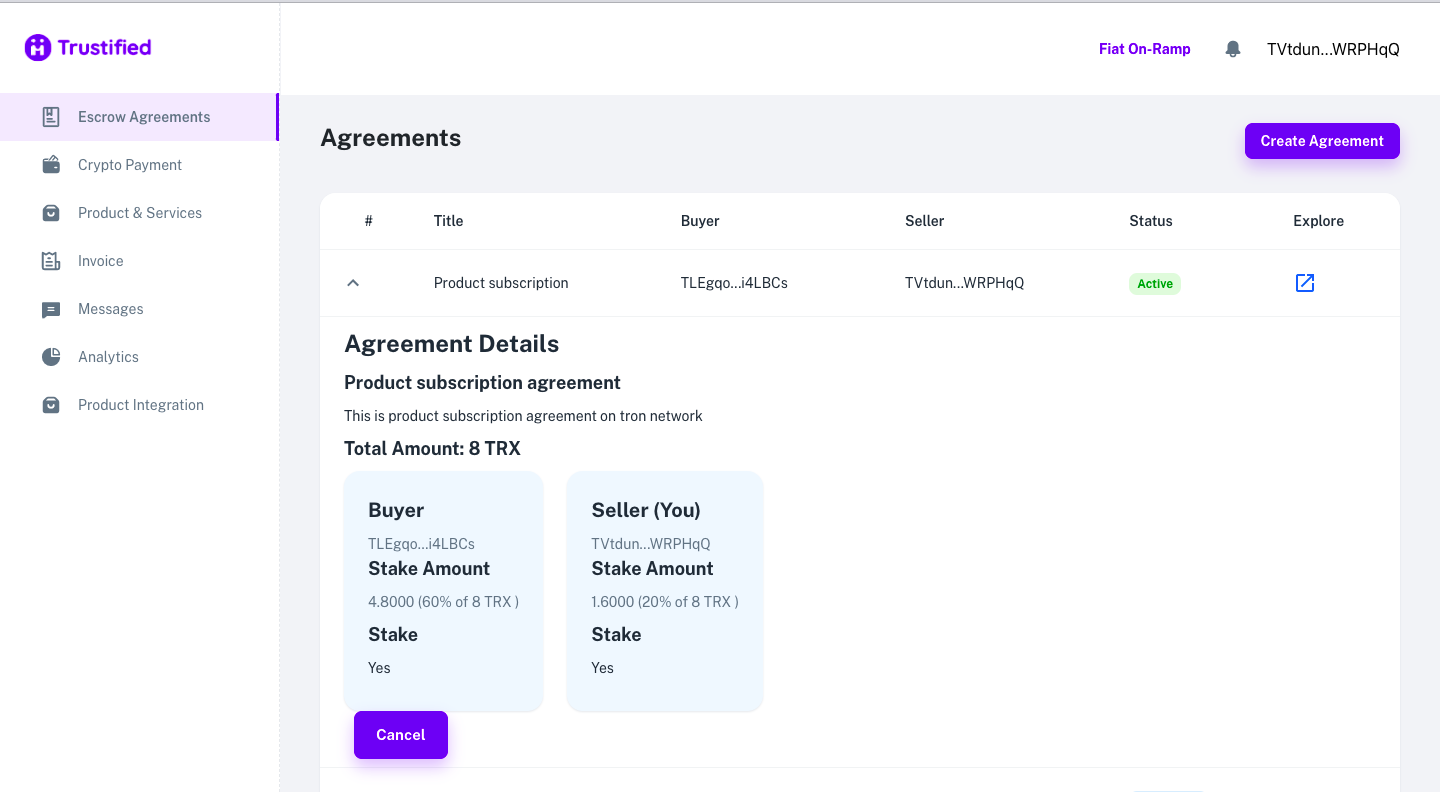 Trustified
Fiat On-Ramp
TVtdun...WRPHqQ
Escrow Agreements
Crypto Payment
Product & Services
Invoice
Messages
Analytics
Product Integration
Agreements
Create Agreement
# Title Buyer Seller Status Explore
Product subscription TLEgqo...i4LBCs TVtdun...WRPHqQ Active
Agreement Details
Product subscription agreement
This is product subscription agreement on tron network
Total Amount: 8 TRX
Buyer
TLEgqo...i4LBCs
Stake Amount
4.8000 (60% of 8 TRX )
Stake
Yes
Seller (You)
TVtdun...WRPHqQ
Stake Amount
1.6000 (20% of 8 TRX )
Stake
Yes
Cancel